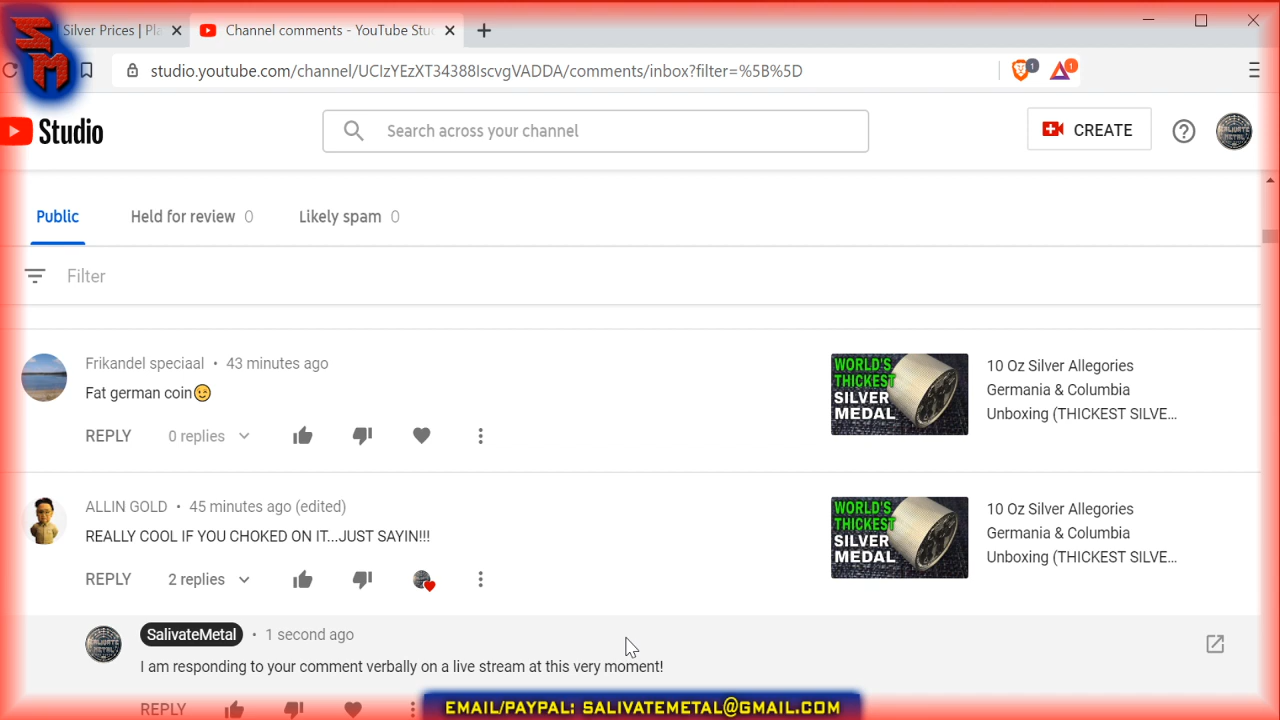 SM
Silver Prices | Pla
Channel comments - YouTube Stu
studio.youtube.com/channel/UCIzYEzXT34388IscvgVADDA/comments/inbox?filter=%5B%5D
1
1
Studio
Search across your channel
CREATE
Public
Held for review 0
Likely spam 0
Filter
Frikandel speciaal • 43 minutes ago
Fat german coin😉
REPLY 0 replies
WORLD'S
THICKEST
SILVER
MEDAL
10 Oz Silver Allegories
Germania & Columbia
Unboxing (THICKEST SILVE...
ALLIN GOLD • 45 minutes ago (edited)
REALLY COOL IF YOU CHOKED ON IT...JUST SAYIN!!!
REPLY 2 replies
WORLD'S
THICKEST
SILVER
MEDAL
10 Oz Silver Allegories
Germania & Columbia
Unboxing (THICKEST SILVE...
SalivateMetal • 1 second ago
I am responding to your comment verbally on a live stream at this very moment!
REPLY
EMAIL/PAYPAL: SALIVATEMETAL@GMAIL.COM